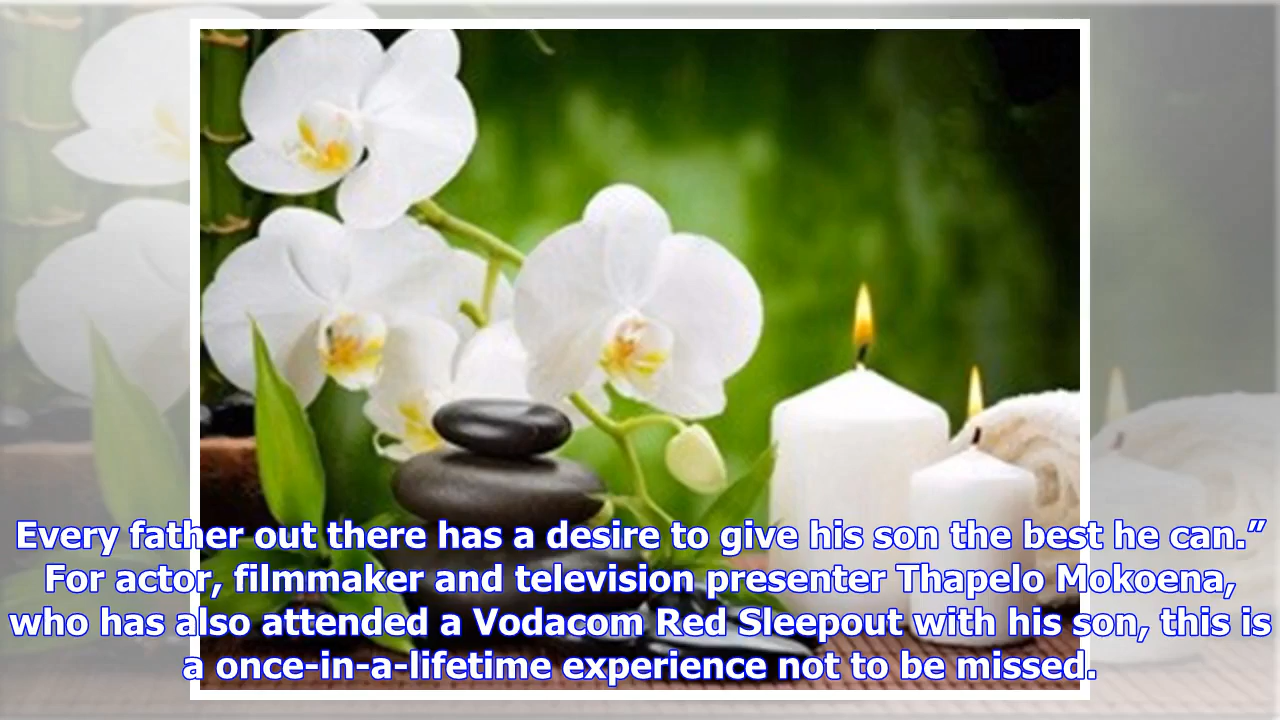 Every father out there has a desire to give his son the best he can.”
For actor, filmmaker and television presenter Thapelo Mokoena,
who has also attended a Vodacom Red Sleepout with his son, this is
a once-in-a-lifetime experience not to be missed.